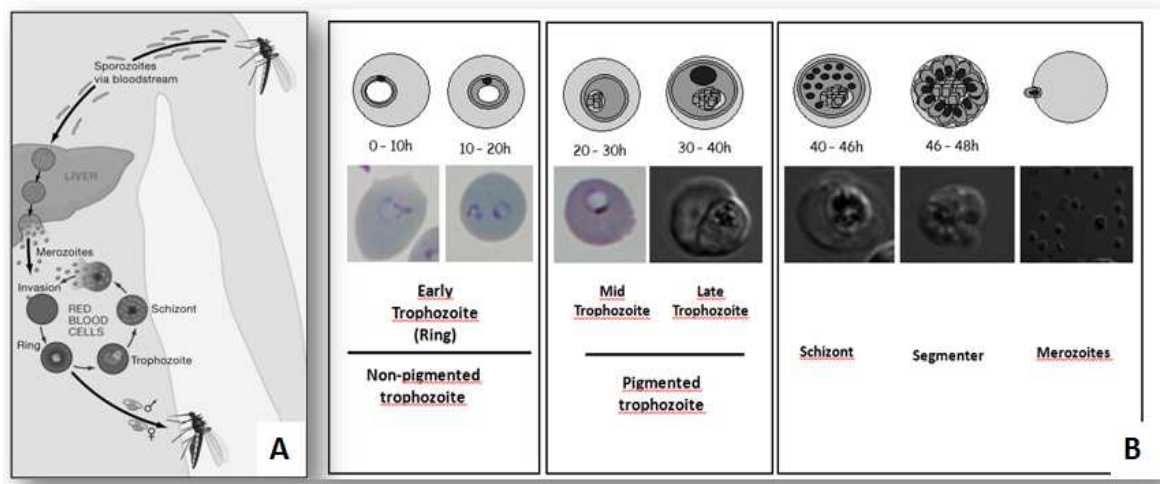 Sporozoites
via bloodstream
LIVER
Merozoites
Invasion
RED
BLOOD
CELLS
Schizont
Ring
Trophozoite
♂
♀
A
0 – 10h
10 – 20h
Early
Trophozoite
(Ring)
Non-pigmented
trophozoite
20 – 30h
30 – 40h
Mid
Trophozoite
Late
Trophozoite
Pigmented
trophozoite
40 – 46h
46 – 48h
Schizont
Segmenter
Merozoites
B